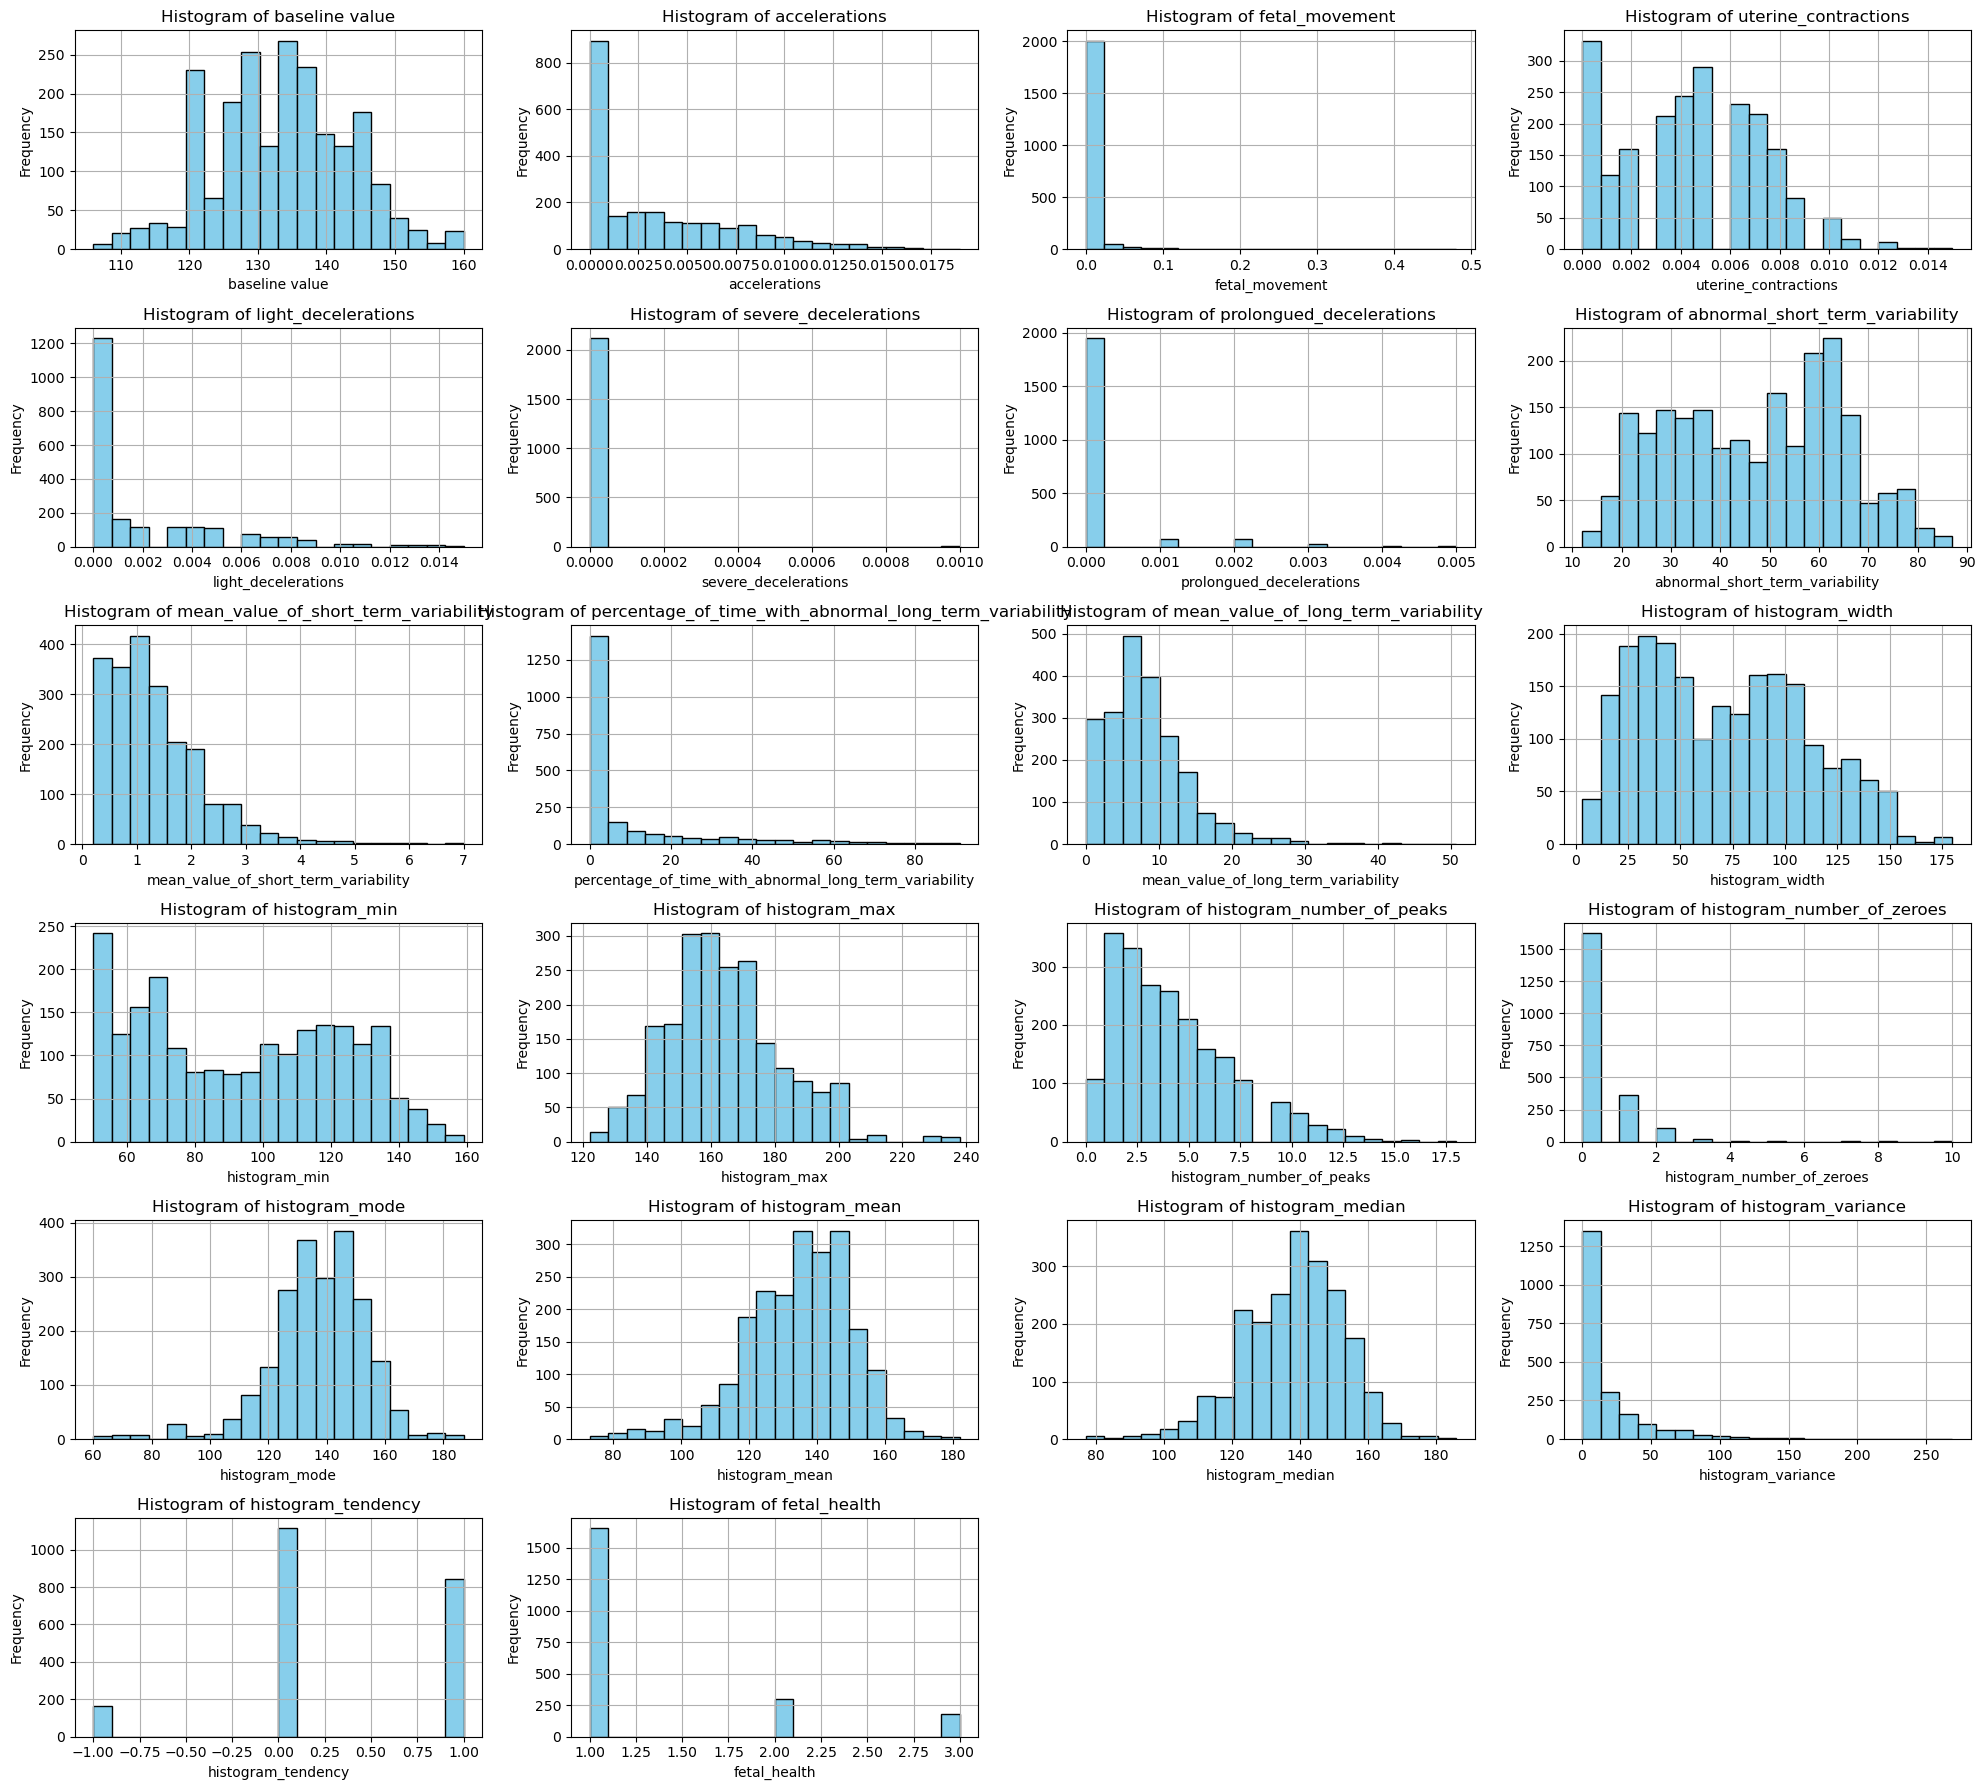 Histogram of baseline value
Frequency
0 50 100 150 200 250
110 120 130 140 150 160
baseline value
Histogram of accelerations
Frequency
0 200 400 600 800
0.0000 0.0025 0.0050 0.0075 0.0100 0.0125 0.0150 0.0175
accelerations
Histogram of fetal_movement
Frequency
0 500 1000 1500 2000
0.0 0.1 0.2 0.3 0.4 0.5
fetal_movement
Histogram of uterine_contractions
Frequency
0 50 100 150 200 250 300
0.000 0.002 0.004 0.006 0.008 0.010 0.012 0.014
uterine_contractions
Histogram of light_decelerations
Frequency
0 200 400 600 800 1000 1200
0.000 0.002 0.004 0.006 0.008 0.010 0.012 0.014
light_decelerations
Histogram of severe_decelerations
Frequency
0 500 1000 1500 2000
0.0000 0.0002 0.0004 0.0006 0.0008 0.0010
severe_decelerations
Histogram of prolongued_decelerations
Frequency
0 500 1000 1500 2000
0.000 0.001 0.002 0.003 0.004 0.005
prolongued_decelerations
Histogram of abnormal_short_term_variability
Frequency
0 50 100 150 200
10 20 30 40 50 60 70 80 90
abnormal_short_term_variability
Histogram of mean_value_of_short_term_variability
Frequency
0 100 200 300 400
0 1 2 3 4 5 6 7
mean_value_of_short_term_variability
Histogram of percentage_of_time_with_abnormal_long_term_variability
Frequency
0 250 500 750 1000 1250
0 20 40 60 80
percentage_of_time_with_abnormal_long_term_variability
Histogram of mean_value_of_long_term_variability
Frequency
0 100 200 300 400 500
0 10 20 30 40 50
mean_value_of_long_term_variability
Histogram of histogram_width
Frequency
0 50 100 150 200
0 25 50 75 100 125 150 175
histogram_width
Histogram of histogram_min
Frequency
0 50 100 150 200 250
60 80 100 120 140 160
histogram_min
Histogram of histogram_max
Frequency
0 50 100 150 200 250 300
120 140 160 180 200 220 240
histogram_max
Histogram of histogram_number_of_peaks
Frequency
0 100 200 300
0.0 2.5 5.0 7.5 10.0 12.5 15.0 17.5
histogram_number_of_peaks
Histogram of histogram_number_of_zeroes
Frequency
0 250 500 750 1000 1250 1500
0 2 4 6 8 10
histogram_number_of_zeroes
Histogram of histogram_mode
Frequency
0 100 200 300 400
60 80 100 120 140 160 180
histogram_mode
Histogram of histogram_mean
Frequency
0 50 100 150 200 250 300
80 100 120 140 160 180
histogram_mean
Histogram of histogram_median
Frequency
0 100 200 300
80 100 120 140 160 180
histogram_median
Histogram of histogram_variance
Frequency
0 250 500 750 1000 1250
0 50 100 150 200 250
histogram_variance
Histogram of histogram_tendency
Frequency
0 200 400 600 800 1000
−1.00 −0.75 −0.50 −0.25 0.00 0.25 0.50 0.75 1.00
histogram_tendency
Histogram of fetal_health
Frequency
0 250 500 750 1000 1250 1500
1.00 1.25 1.50 1.75 2.00 2.25 2.50 2.75 3.00
fetal_health